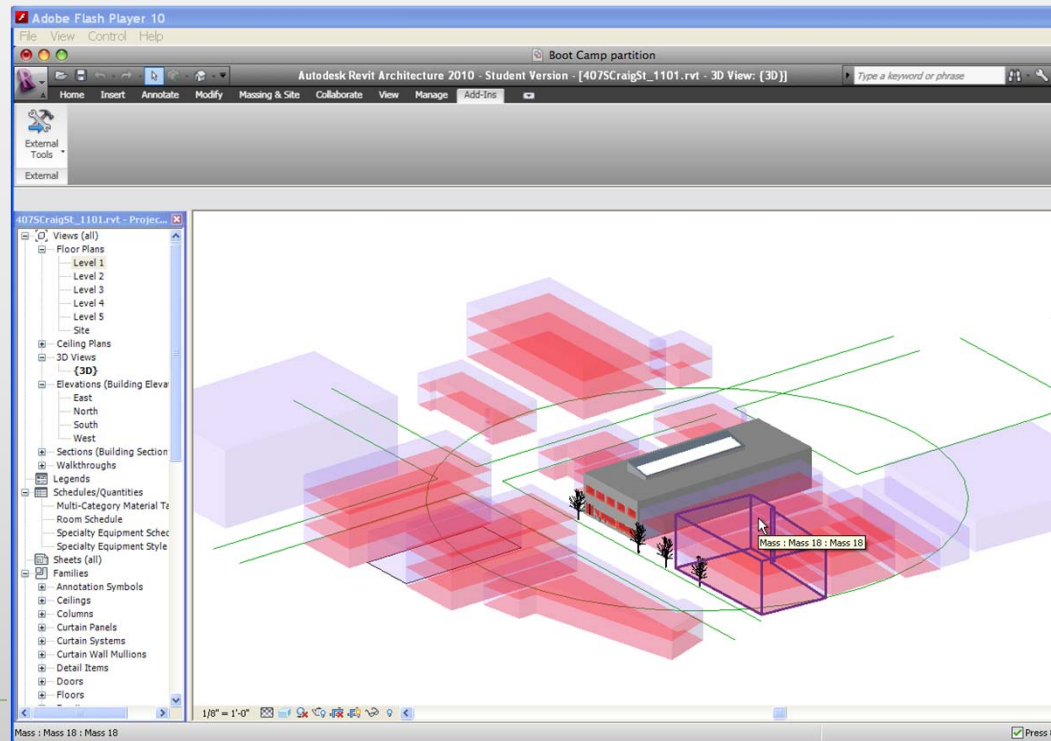 Adobe Flash Player 10
File View Control Help
Boot Camp partition
Autodesk Revit Architecture 2010 - Student Version - [407SCraigSt_1101.rvt - 3D View: {3D}]
Type a keyword or phrase
Home Insert Annotate Modify Massing & Site Collaborate View Manage Add-Ins
External
Tools
External
407SCraigSt_1101.rvt - Projec...
Views (all)
Floor Plans
Level 1
Level 2
Level 3
Level 4
Level 5
Site
Ceiling Plans
3D Views
{3D}
Elevations (Building Eleva
East
North
South
West
Sections (Building Section
Walkthroughs
Legends
Schedules/Quantities
Multi-Category Material Ta
Room Schedule
Specialty Equipment Sched
Specialty Equipment Style
Sheets (all)
Families
Annotation Symbols
Ceilings
Columns
Curtain Panels
Curtain Systems
Curtain Wall Mullions
Detail Items
Doors
Floors
Mass : Mass 18 : Mass 18
1/8" = 1'-0"
Mass : Mass 18 : Mass 18
Press